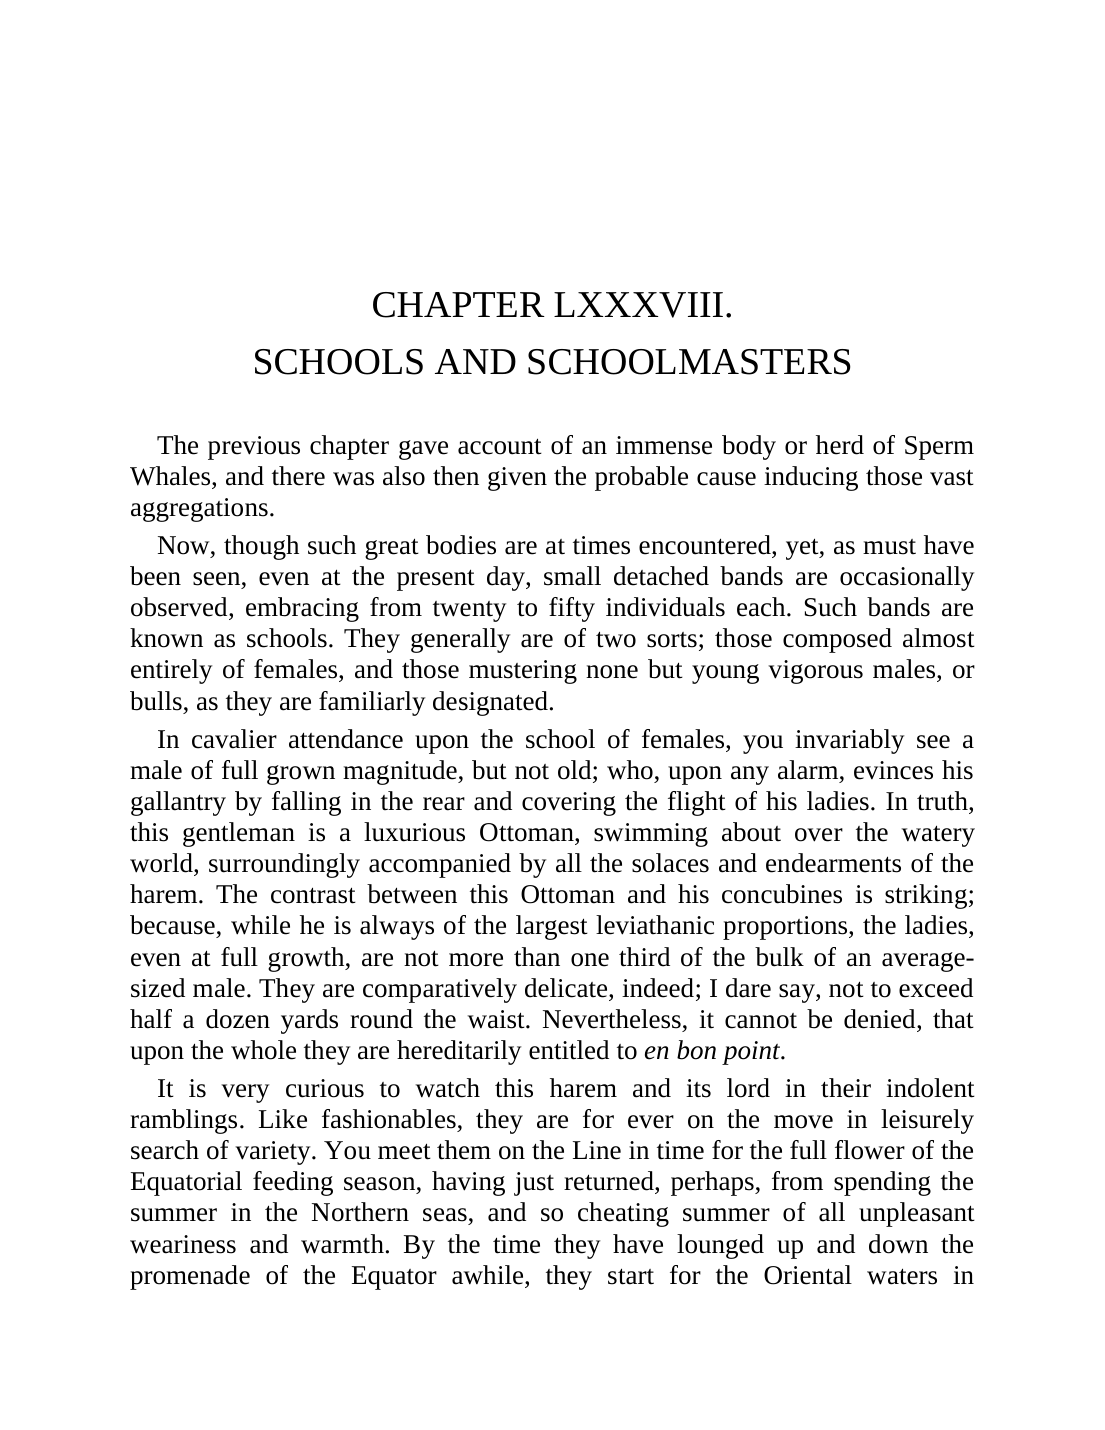 CHAPTER LXXXVIII.
SCHOOLS AND SCHOOLMASTERS
The previous chapter gave account of an immense body or herd of Sperm
Whales, and there was also then given the probable cause inducing those vast
aggregations.
Now, though such great bodies are at times encountered, yet, as must have
been seen, even at the present day, small detached bands are occasionally
observed, embracing from twenty to fifty individuals each. Such bands are
known as schools. They generally are of two sorts; those composed almost
entirely of females, and those mustering none but young vigorous males, or
bulls, as they are familiarly designated.
In cavalier attendance upon the school of females, you invariably see a
male of full grown magnitude, but not old; who, upon any alarm, evinces his
gallantry by falling in the rear and covering the flight of his ladies. In truth,
this gentleman is a luxurious Ottoman, swimming about over the watery
world, surroundingly accompanied by all the solaces and endearments of the
harem. The contrast between this Ottoman and his concubines is striking;
because, while he is always of the largest leviathanic proportions, the ladies,
even at full growth, are not more than one third of the bulk of an average-
sized male. They are comparatively delicate, indeed; I dare say, not to exceed
half a dozen yards round the waist. Nevertheless, it cannot be denied, that
upon the whole they are hereditarily entitled to en bon point.
It is very curious to watch this harem and its lord in their indolent
ramblings. Like fashionables, they are for ever on the move in leisurely
search of variety. You meet them on the Line in time for the full flower of the
Equatorial feeding season, having just returned, perhaps, from spending the
summer in the Northern seas, and so cheating summer of all unpleasant
weariness and warmth. By the time they have lounged up and down the
promenade of the Equator awhile, they start for the Oriental waters in